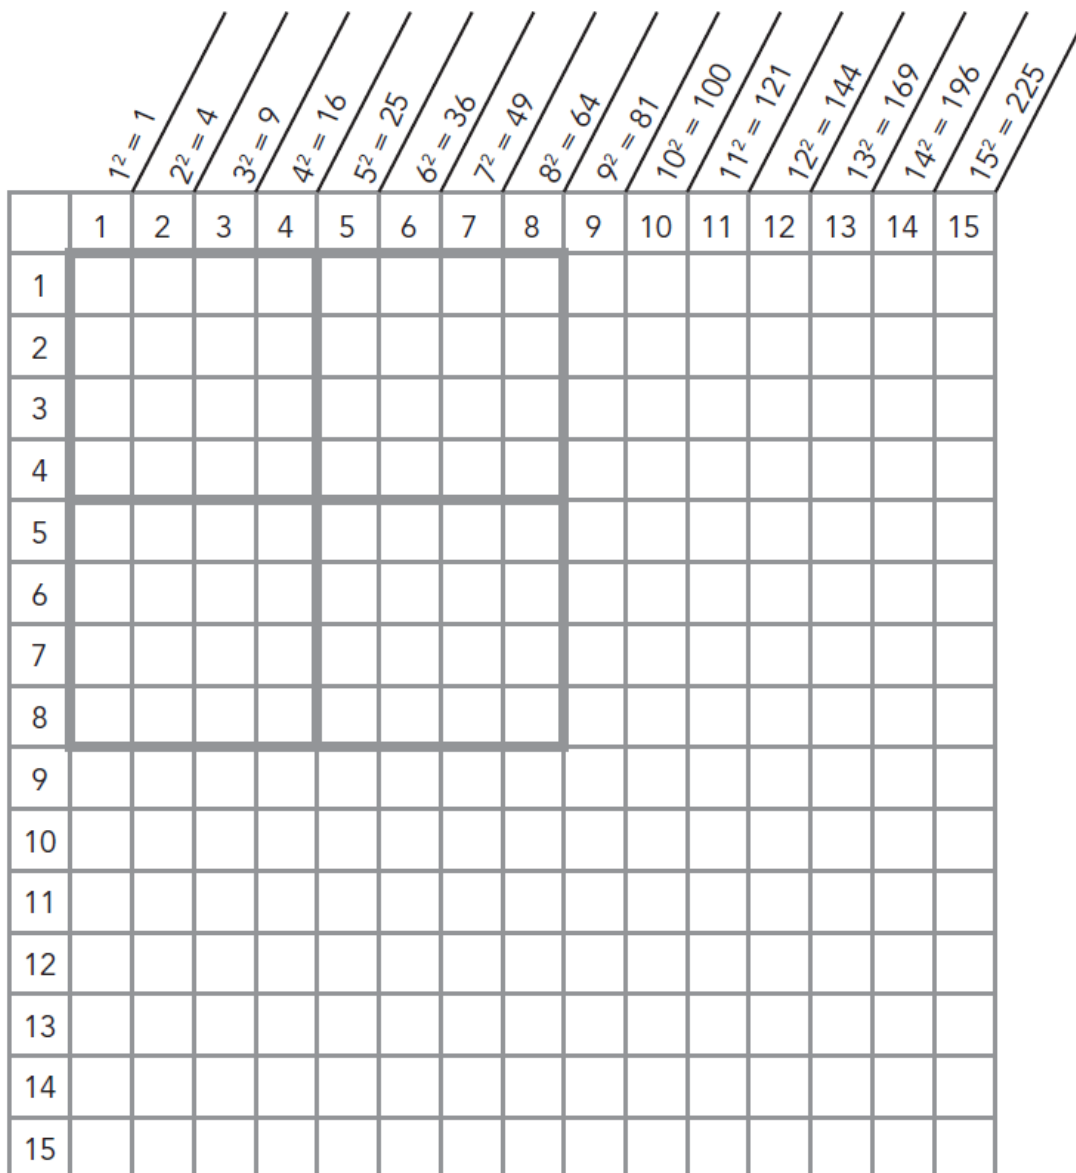 1² = 1
2² = 4
3² = 9
4² = 16
5² = 25
6² = 36
7² = 49
8² = 64
9² = 81
10² = 100
11² = 121
12² = 144
13² = 169
14² = 196
15² = 225
1 2 3 4 5 6 7 8 9 10 11 12 13 14 15
1
2
3
4
5
6
7
8
9
10
11
12
13
14
15